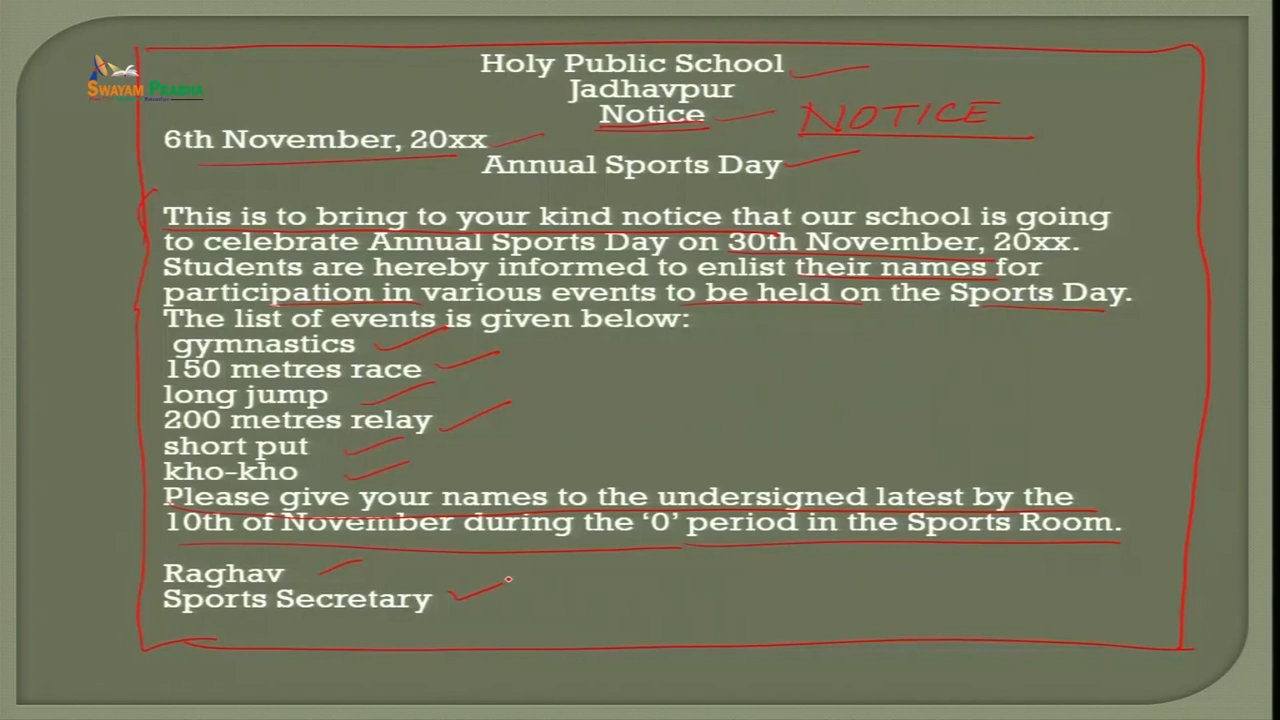 SWAYAM PRABHA
Holy Public School
Jadhavpur
Notice NOTICE
6th November, 20xx
Annual Sports Day
This is to bring to your kind notice that our school is going
to celebrate Annual Sports Day on 30th November, 20xx.
Students are hereby informed to enlist their names for
participation in various events to be held on the Sports Day.
The list of events is given below:
gymnastics
150 metres race
long jump
200 metres relay
short put
kho-kho
Please give your names to the undersigned latest by the
10th of November during the ‘0’ period in the Sports Room.
Raghav
Sports Secretary